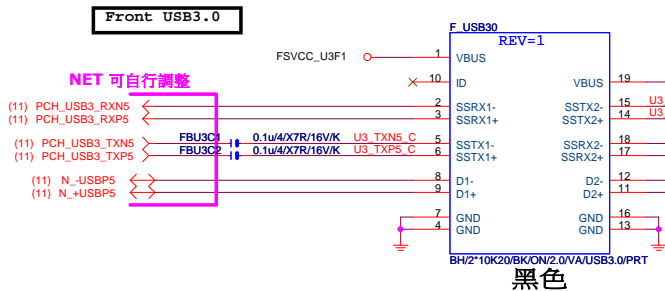 Front USB3.0
F_USB30
REV=1
FSVCC_U3F1
1
VBUS
NET 可自行調整
10
ID
VBUS
19
(11) PCH_USB3_RXN5
2
SSRX1-
SSTX2-
15
U3_
(11) PCH_USB3_RXP5
3
SSRX1+
SSTX2+
14
U3_
(11) PCH_USB3_TXN5
FBU3C1
0.1u/4/X7R/16V/K
U3_TXN5_C
5
SSTX1-
SSRX2-
18
(11) PCH_USB3_TXP5
FBU3C2
0.1u/4/X7R/16V/K
U3_TXP5_C
6
SSTX1+
SSRX2+
17
(11) N_-USBP5
8
D1-
D2-
12
(11) N_+USBP5
9
D1+
D2+
11
7
GND
GND
16
4
GND
GND
13
BH/2*10K20/BK/ON/2.0/VA/USB3.0/PRT
黑色